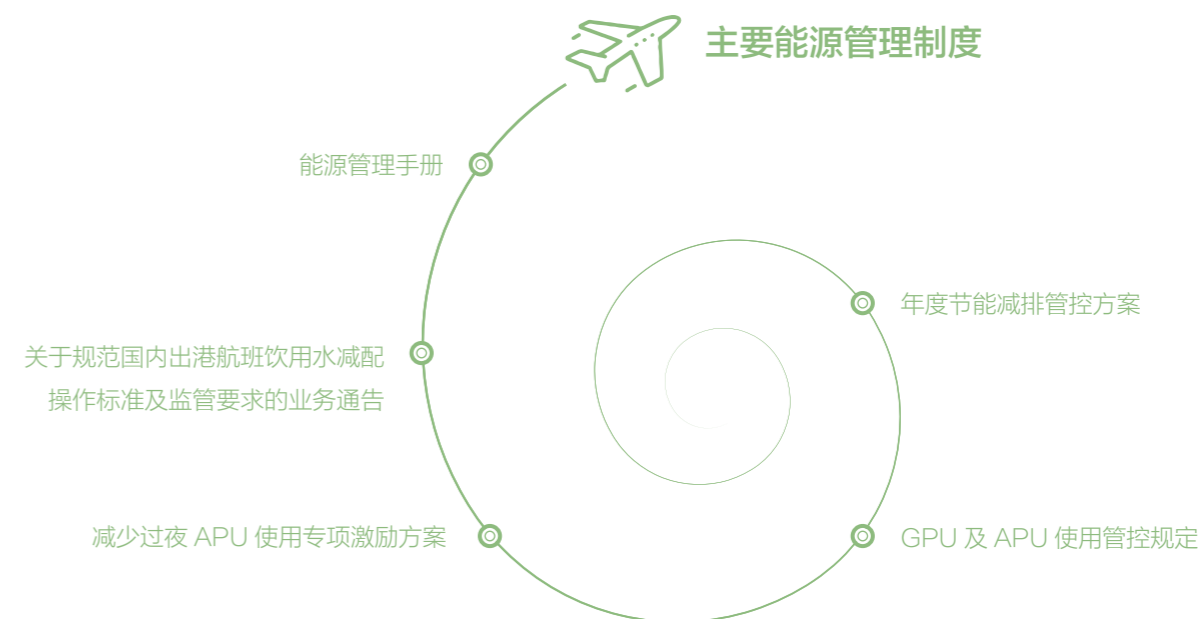 主要能源管理制度
能源管理手册
年度节能减排管控方案
关于规范国内出港航班饮用水减配
操作标准及监管要求的业务通告
减少过夜 APU 使用专项激励方案
GPU 及 APU 使用管控规定